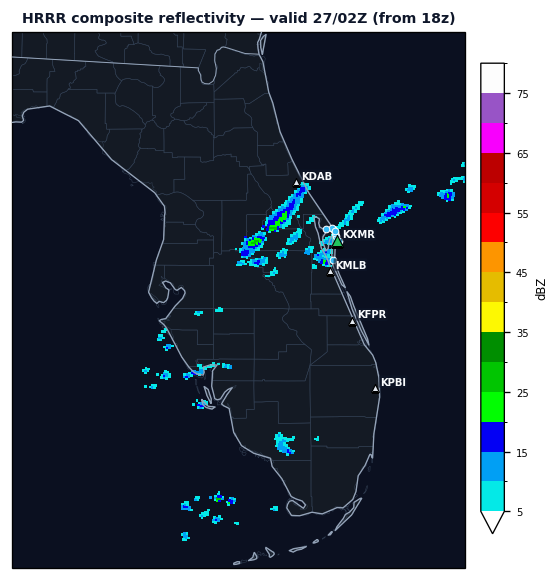 HRRR composite reflectivity — valid 27/02Z (from 18z)
75
65
55
45
35
25
15
5
dBZ
KDAB
KXMR
KMLB
KFPR
KPBI